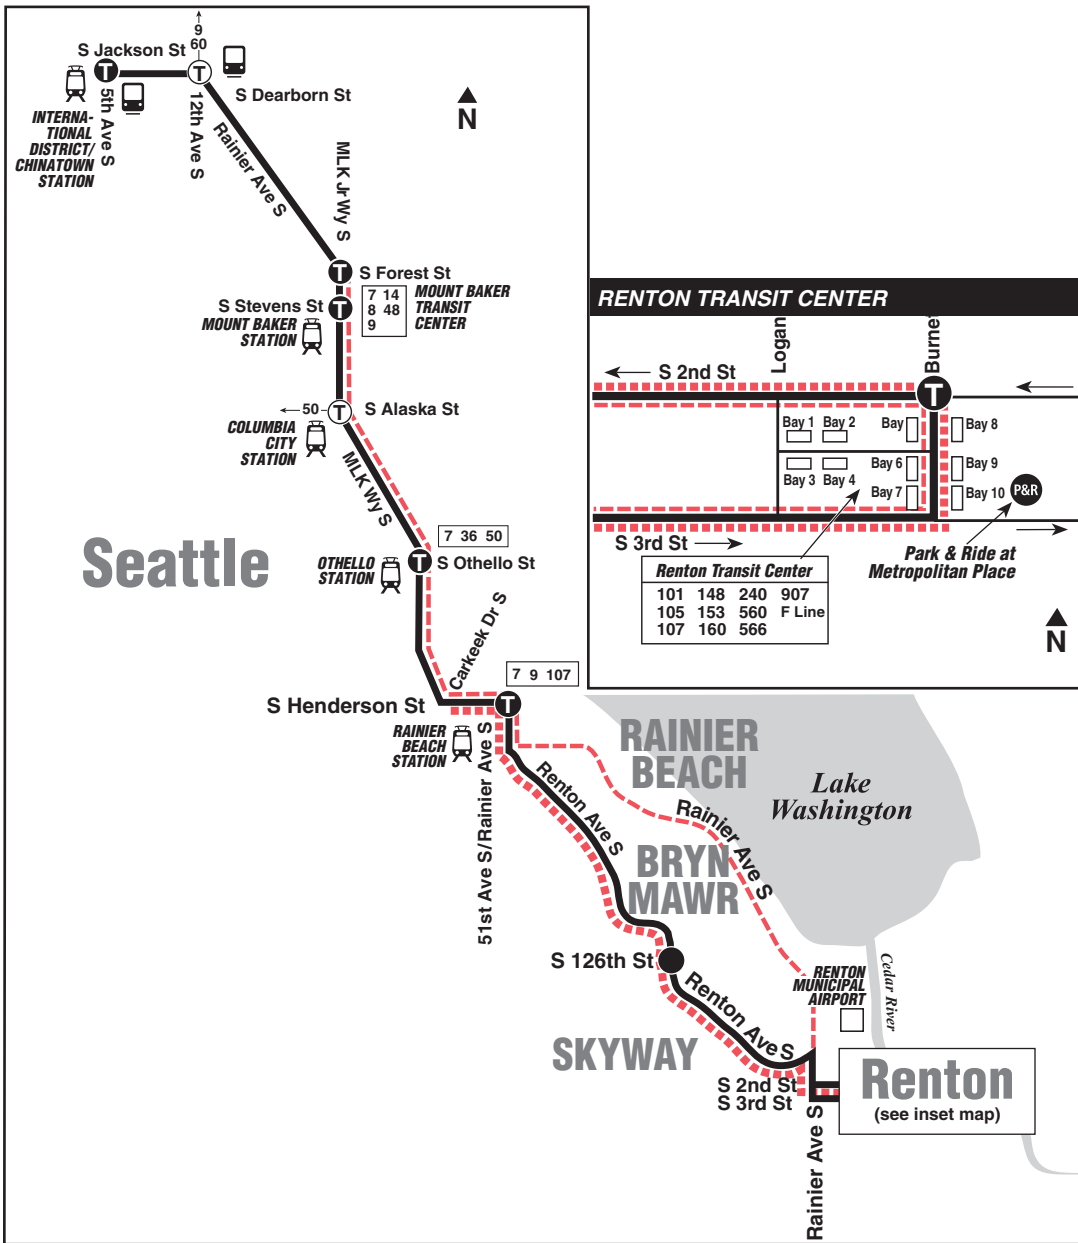 9
60
S Jackson St
T
T
S Dearborn St
INTERNA-
TIONAL
DISTRICT/
CHINATOWN
STATION
5th Ave S
12th Ave S
Rainier Ave S
N
MLK Jr Wy S
T
S Forest St
S Stevens St
T
7 14
8 48
9
MOUNT BAKER
TRANSIT
CENTER
MOUNT BAKER
STATION
50
T
S Alaska St
COLUMBIA
CITY
STATION
MLK Wy S
7 36 50
OTHELLO
STATION
T
S Othello St
Seattle
Carkeek Dr S
7 9 107
S Henderson St
T
RAINIER
BEACH
STATION
51st Ave S/Rainier Ave S
Renton Ave S
RAINIER
BEACH
Rainier Ave S
Lake
Washington
BRYN
MAWR
S 126th St
Renton Ave S
RENTON
MUNICIPAL
AIRPORT
Cedar River
SKYWAY
S 2nd St
S 3rd St
Rainier Ave S
Renton
(see inset map)
RENTON TRANSIT CENTER
Logan
Burne
S 2nd St
T
Bay 1 Bay 2
Bay
Bay 8
Bay 3 Bay 4
Bay 6
Bay 9
Bay 7
Bay 10
P&R
S 3rd St
Park & Ride at
Metropolitan Place
Renton Transit Center
101 148 240 907
105 153 560 F Line
107 160 566
N